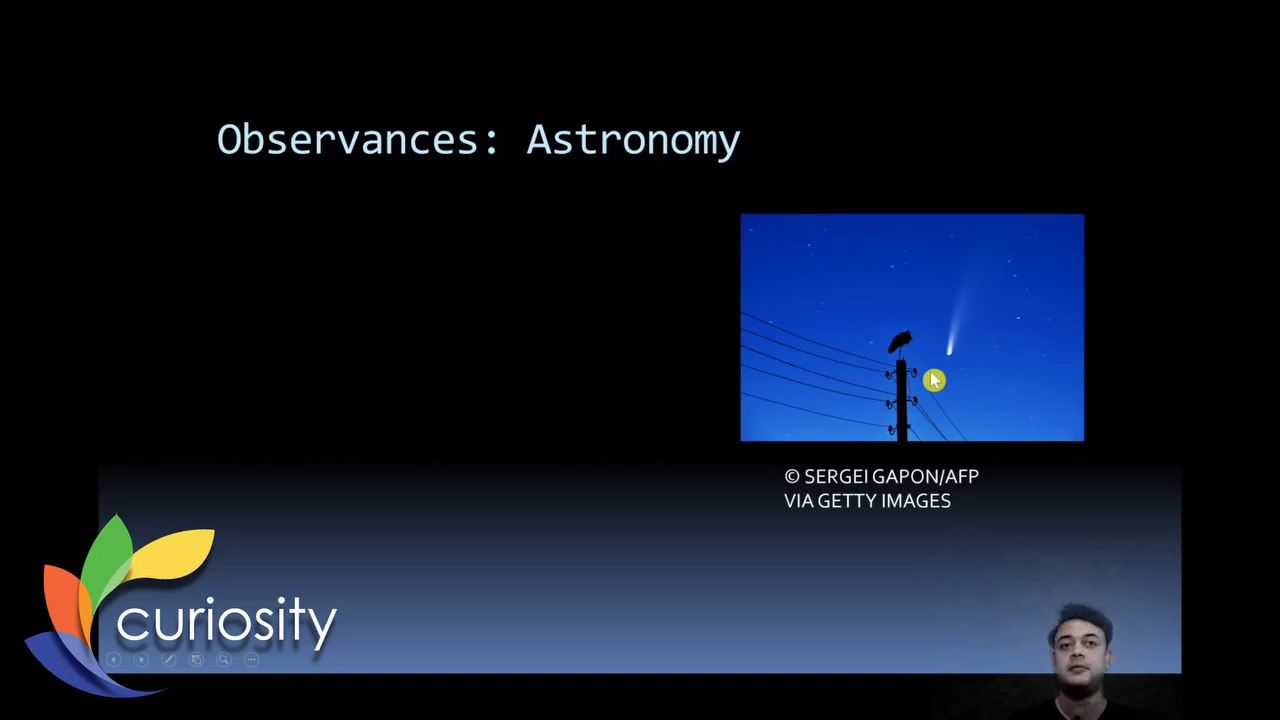 Observances: Astronomy
© SERGEI GAPON/AFP
VIA GETTY IMAGES
curiosity